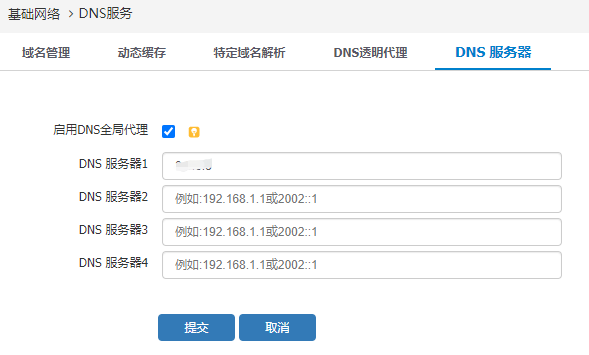 基础网络 > DNS服务
域名管理 动态缓存 特定域名解析 DNS透明代理 DNS 服务器
启用DNS全局代理
DNS 服务器1
DNS 服务器2 例如:192.168.1.1或2002::1
DNS 服务器3 例如:192.168.1.1或2002::1
DNS 服务器4 例如:192.168.1.1或2002::1
提交 取消